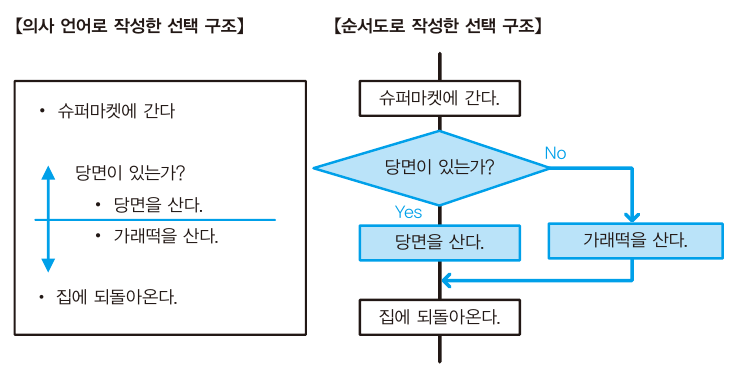 【의사 언어로 작성한 선택 구조】
• 슈퍼마켓에 간다
당면이 있는가?
• 당면을 산다.
• 가래떡을 산다.
• 집에 되돌아온다.
【순서도로 작성한 선택 구조】
슈퍼마켓에 간다.
당면이 있는가?
No
Yes
당면을 산다.
가래떡을 산다.
집에 되돌아온다.